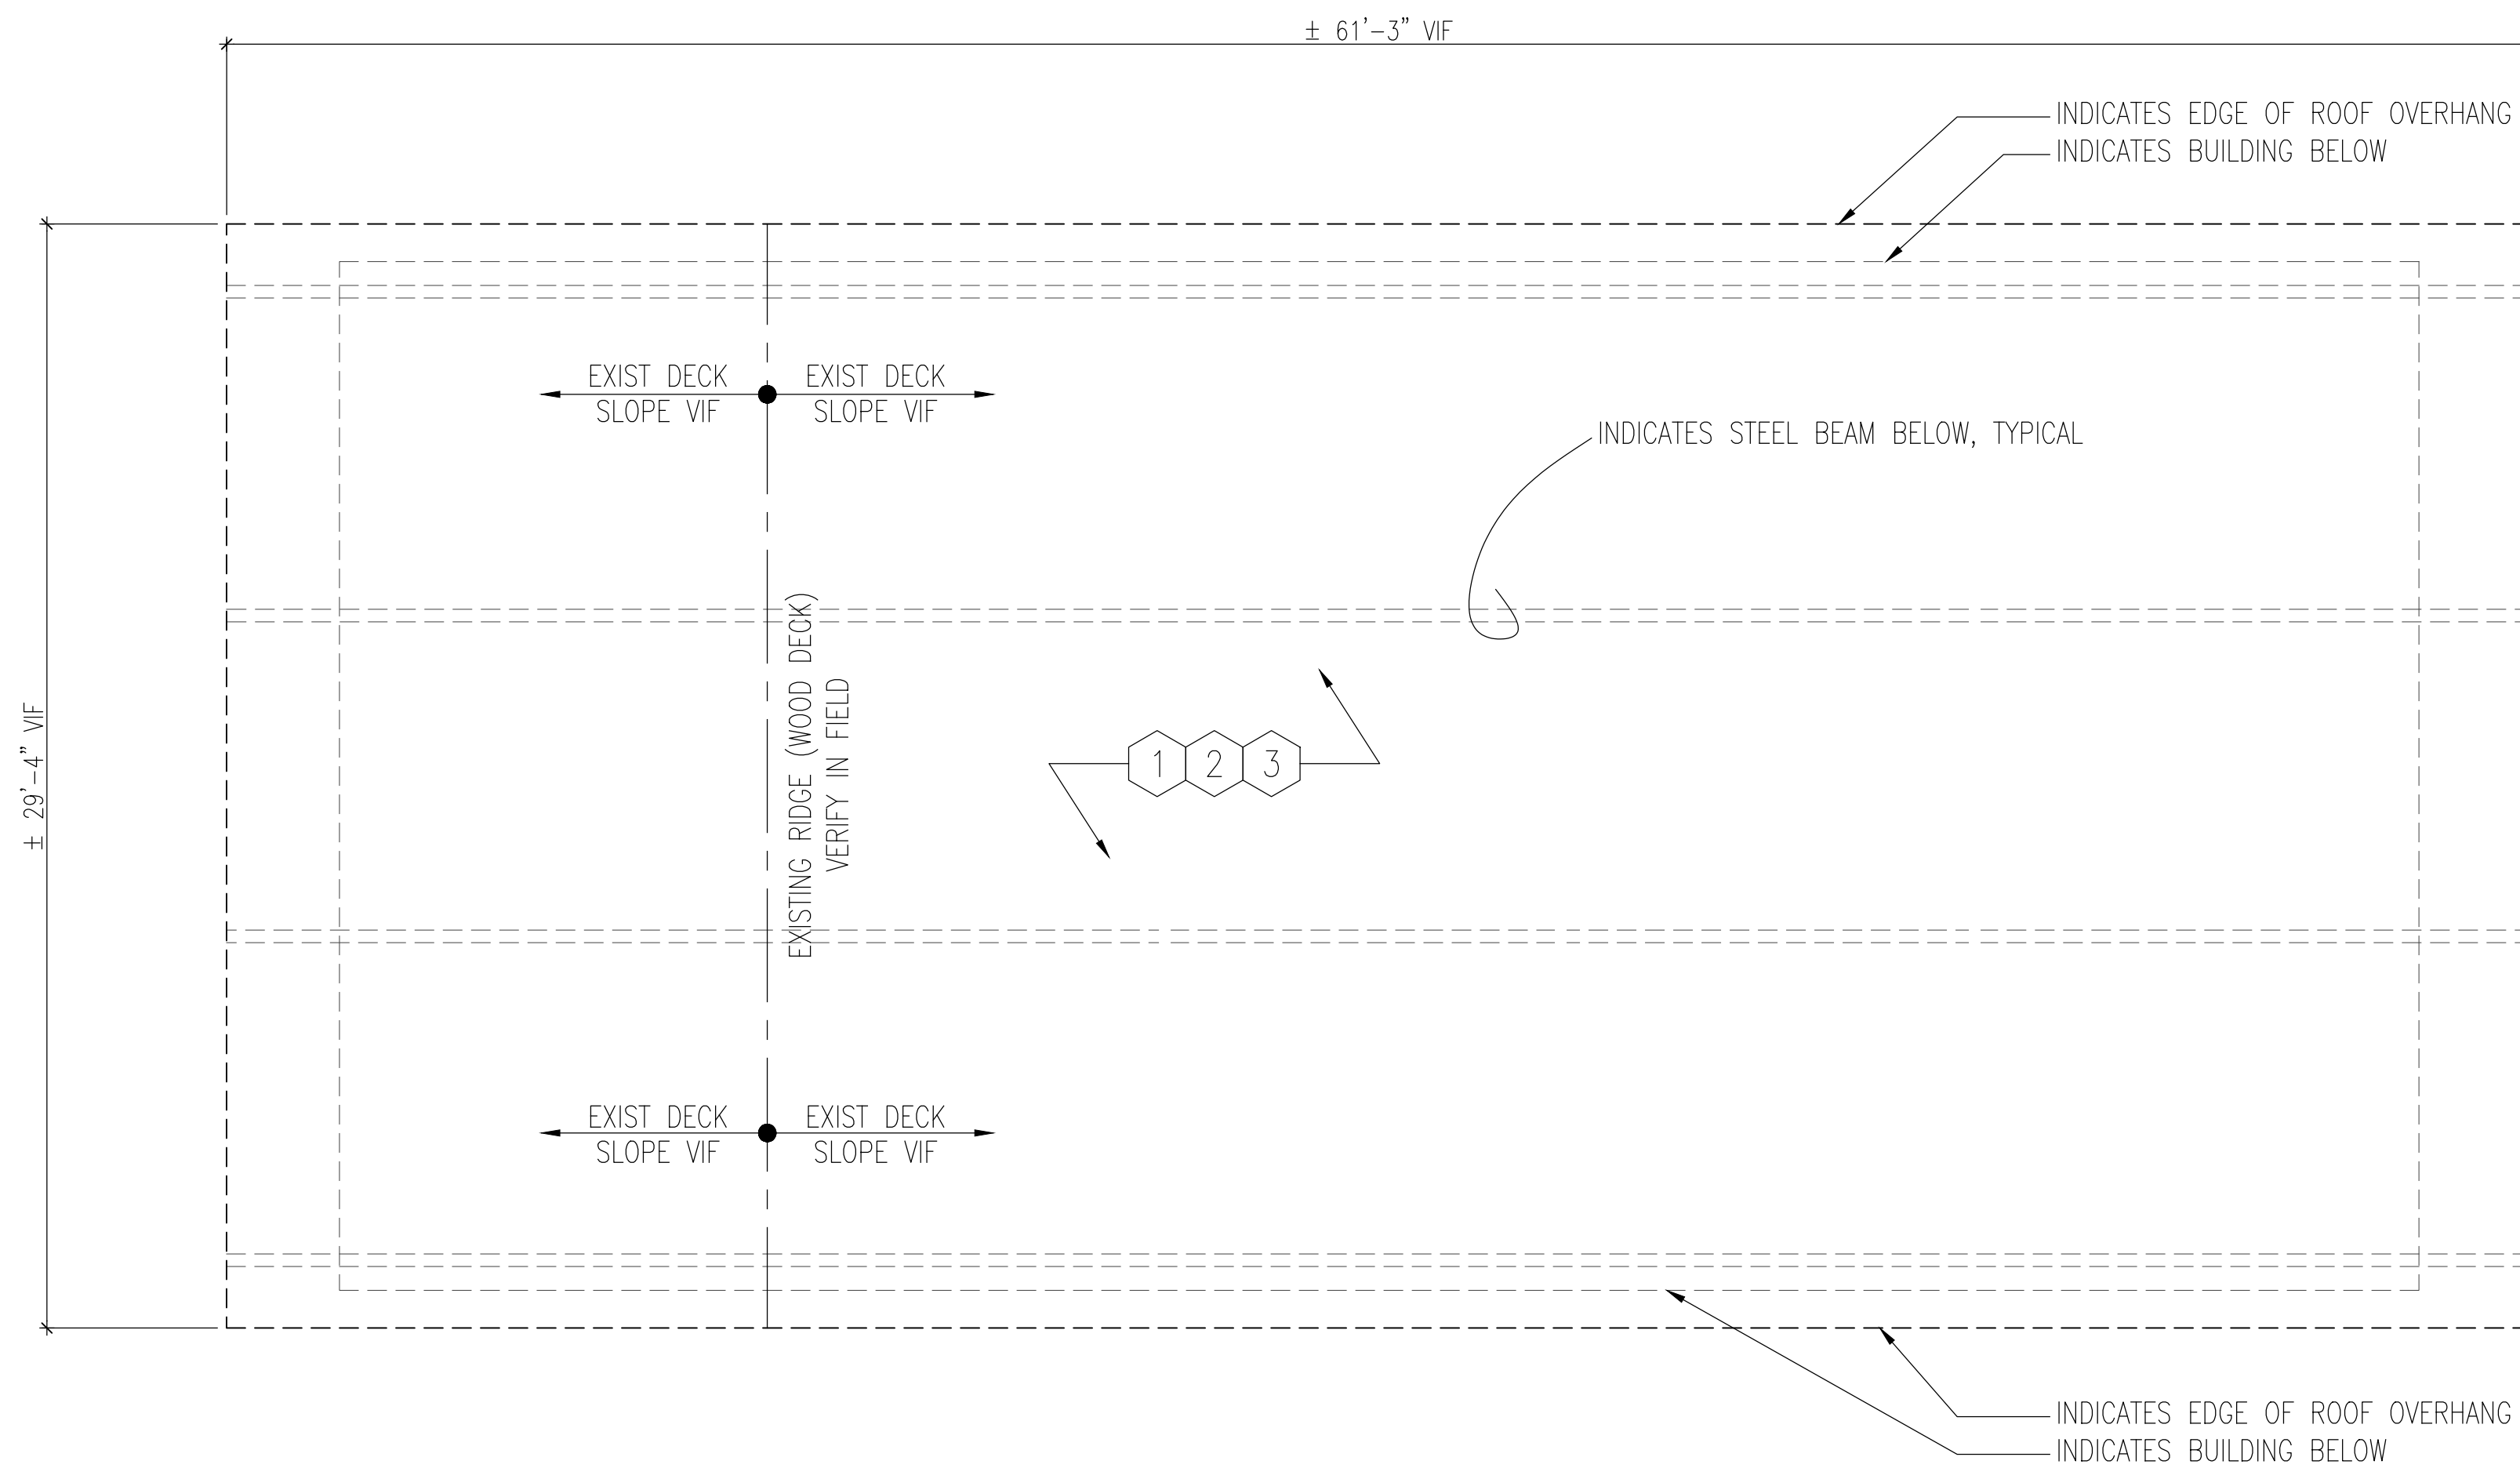 ± 61'-3” VIF
INDICATES EDGE OF ROOF OVERHANG
INDICATES BUILDING BELOW
EXIST DECK
SLOPE VIF
EXIST DECK
SLOPE VIF
INDICATES STEEL BEAM BELOW, TYPICAL
± 29'-4” VIF
EXISTING RIDGE (WOOD DECK)
VERIFY IN FIELD
1 2 3
EXIST DECK
SLOPE VIF
EXIST DECK
SLOPE VIF
INDICATES EDGE OF ROOF OVERHANG
INDICATES BUILDING BELOW